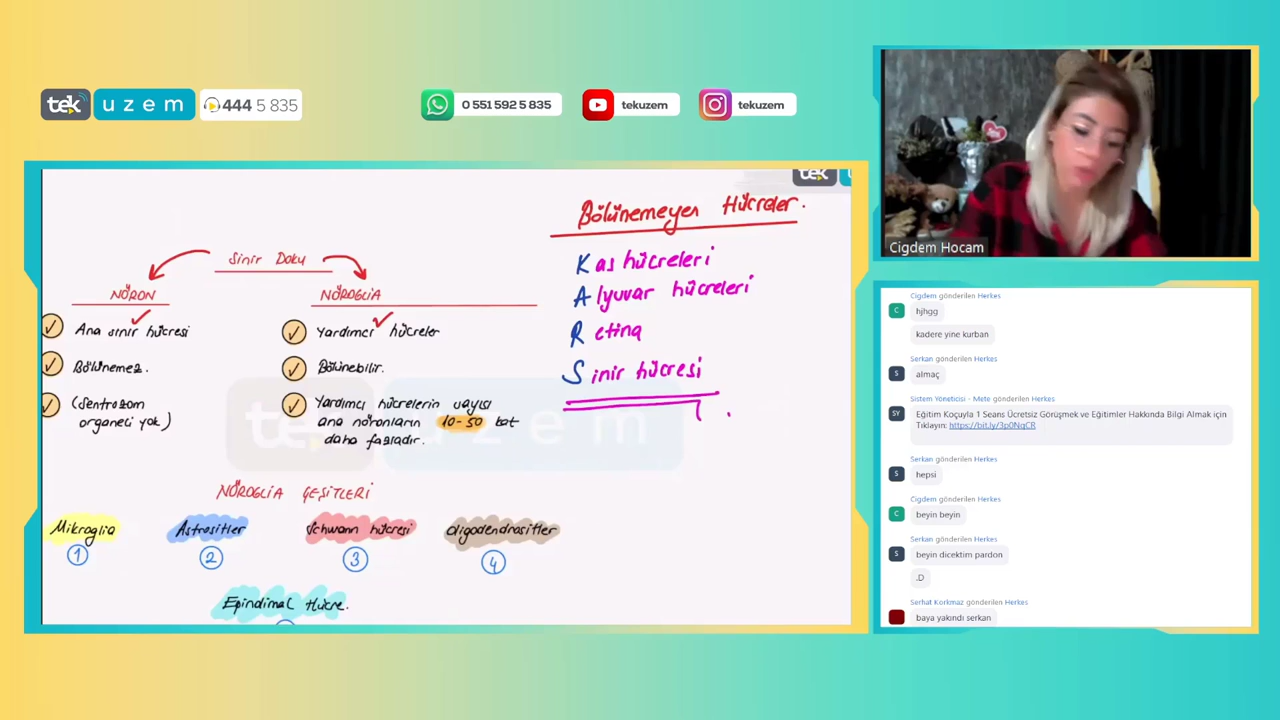 tek
uzem
444 5 835
0 551 592 5 835
tekuzem
tekuzem
tek
Bölünemeyen Hücreler.
Kas hücreleri
Alyuvar hücreleri
Retina
Sinir hücresi
Sinir Doku
NÖRON
Ana sinir hücresi
Bölünemez.
(Sentrozom
organeli yok)
NÖROGLIA
Yardımcı hücreler
Bölünebilir.
Yardımcı hücrelerin sayısı
ana nöronların 10-50 kat
daha fazladır.
tek uzem
NÖROGLIA ÇEŞİTLERİ
Mikroglia
Astrositler
Schwann hücresi
Oligodendrositler
1
2
3
4
Epindimal Hücre.
Cigdem Hocam
Cigdem gönderilen Herkes
C
hjhgg
kadere yine kurban
Serkan gönderilen Herkes
S
almaç
Sistem Yöneticisi - Mete gönderilen Herkes
SY
Eğitim Koçuyla 1 Seans Ücretsiz Görüşmek ve Eğitimler Hakkında Bilgi Almak için
Tıklayın: https://bit.ly/3p0NqCR
Serkan gönderilen Herkes
S
hepsi
Cigdem gönderilen Herkes
C
beyin beyin
Serkan gönderilen Herkes
S
beyin dicektim pardon
.D
Serhat Korkmaz gönderilen Herkes
baya yakındı serkan